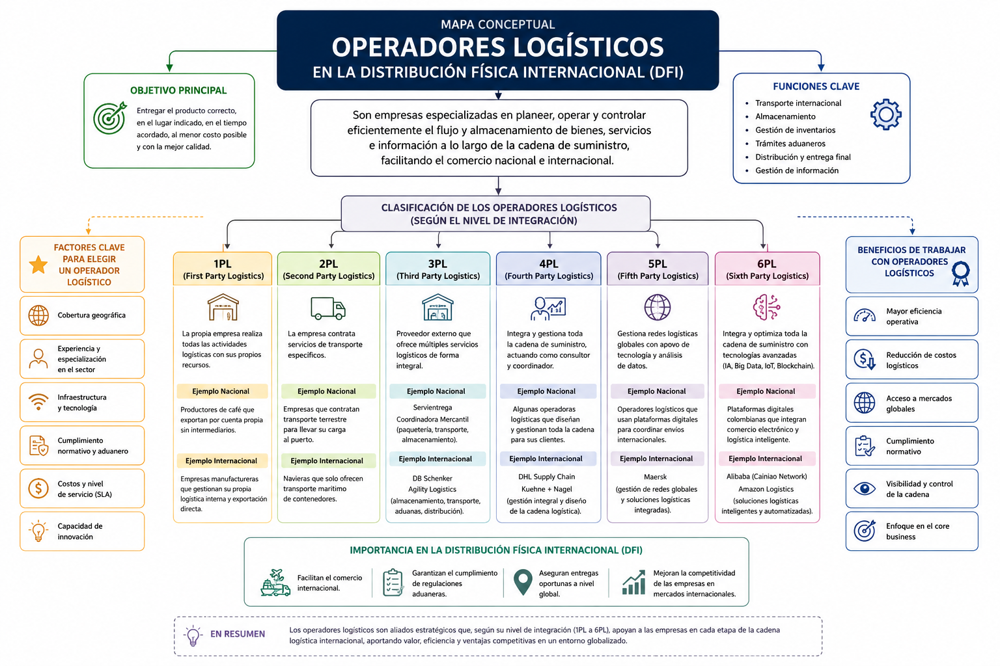 MAPA CONCEPTUAL
OPERADORES LOGÍSTICOS
EN LA DISTRIBUCIÓN FÍSICA INTERNACIONAL (DFI)
OBJETIVO PRINCIPAL
Entregar el producto correcto,
en el lugar indicado, en el tiempo
acordado, al menor costo posible
y con la mejor calidad.
Son empresas especializadas en planeer, operar y controlar
eficientemente el flujo y almacenamiento de bienes, servicios
e información a lo largo de la cadena de suministro,
facilitando el comercio nacional e internacional.
FUNCIONES CLAVE
• Transporte internacional
• Almacenamiento
• Gestión de inventarios
• Trámites aduaneros
• Distribución y entrega final
• Gestión de información
CLASIFICACIÓN DE LOS OPERADORES LOGÍSTICOS
(SEGÚN EL NIVEL DE INTEGRACIÓN)
FACTORES CLAVE
PARA ELEGIR
UN OPERADOR
LOGÍSTICO
Cobertura geográfica
Experiencia y
especialización
en el sector
Infraestructura
y tecnología
Cumplimiento
normativo y aduanero
Costos y nivel
de servicio (SLA)
Capacidad de
innovación
1PL
(First Party Logistics)
La propia empresa realiza
todas las actividades
logísticas con sus propios
recursos.
Ejemplo Nacional
Productores de café que
exportan por cuenta propia
sin intermediarios.
Ejemplo Internacional
Empresas manufactureras
que gestionan su propia
logística interna y exportación
directa.
2PL
(Second Party Logistics)
La empresa contrata
servicios de transporte
especificos.
Ejemplo Nacional
Empresas que contratan
transporte terrestre
para llevar su carga
al puerto.
Ejemplo Internacional
Navieras que solo ofrecen
transporte maritimo
de contenedores.
3PL
(Third Party Logistics)
Proveedor externo que
ofrece múltiples servicios
logísticos de forma
integral.
Ejemplo Nacional
Servientrega
Coordinadora Mercantil
(paquetería, transporte,
almacenamiento).
Ejemplo Internacional
DB Schenker
Agility Logistics
(almacenamiento, transporte,
aduanas, distribución).
4PL
(Fourth Party Logistics)
Integra y gestiona toda
la cadena de suministro,
actuando como consultor
y coordinador.
Ejemplo Nacional
Algunas operadoras
logísticas que diseñan
y gestionan toda la cadena
para sus clientes.
Ejemplo Internacional
DHL Supply Chain
Kuehne + Nagel
(gestión integral y diseño
de la cadena logística).
5PL
(Fifth Party Logistics)
Gestiona redes logísticas
globales con apoyo de
tecnología y análisis
de datos.
Ejemplo Nacional
Operadores logísticos que
usan plataformas digitales
para coordinar envíos
internacionales.
Ejemplo Internacional
Maersk
(gestión de redes globales
y soluciones logísticas
integradas).
6PL
(Sixth Party Logistics)
Integra y optimiza toda la
cadena de suministro con
tecnologías avanzadas
(IA, Big Data, IoT, Blockchain).
Ejemplo Nacional
Plataformas digitales
colombianas que integran
comercio electrónico y
logística inteligente.
Ejemplo Internacional
Alibaba (Cainiao Network)
Amazon Logistics
(soluciones logísticas
inteligentes y automatizadas).
BENEFICIOS DE TRABAJAR
CON OPERADORES
LOGÍSTICOS
Mayor eficiencia
operativa
Reducción de costos
logísticos
Acceso a mercados
globales
Cumplimiento
normativo
Visibilidad y control
de la cadena
Enfoque en el core
business
IMPORTANCIA EN LA DISTRIBUCIÓN FÍSICA INTERNACIONAL (DFI)
Facilitan el comercio
internacional.
Garantizan el cumplimiento
de regulaciones
aduaneras.
Aseguran entregas
oportunas a nivel
global.
Mejoran la competitividad
de las empresas en
mercados internacionales.
EN RESUMEN
Los operadores logísticos son aliados estratégicos que, según su nivel de integración (1PL a 6PL), apoyan a las empresas en cada etapa de la cadena
logística internacional, aportando valor, eficiencia y ventajas competitivas en un entorno globalizado.